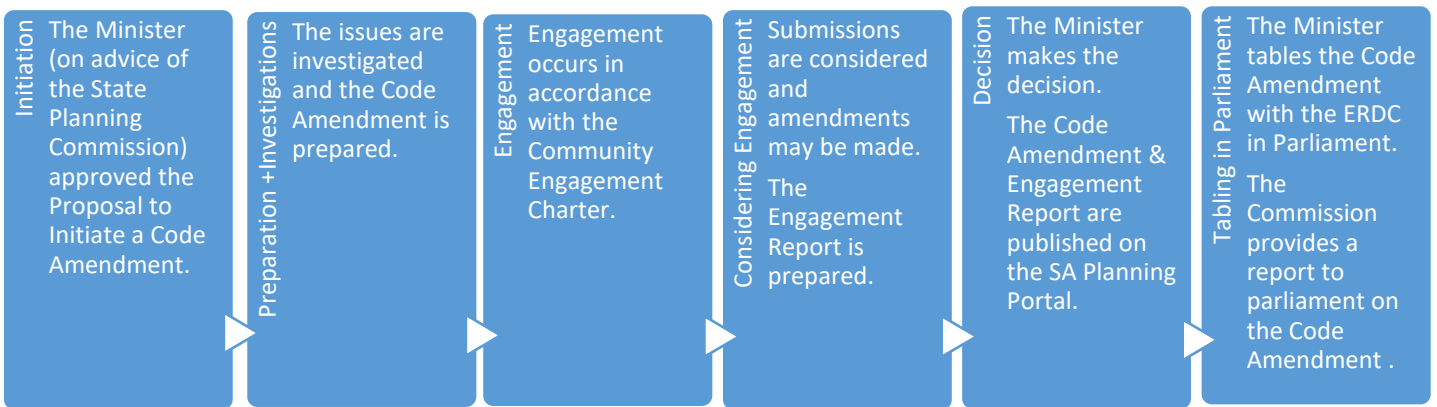 Initiation
The Minister
(on advice of
the State
Planning
Commission)
approved the
Proposal to
Initiate a Code
Amendment.
Preparation +Investigations
The issues are
investigated
and the Code
Amendment is
prepared.
Engagement
Engagement
occurs in
accordance
with the
Community
Engagement
Charter.
Considering Engagement
Submissions
are considered
and
amendments
may be made.
The
Engagement
Report is
prepared.
Decision
The Minister
makes the
decision.
The Code
Amendment &
Engagement
Report are
published on
the SA Planning
Portal.
Tabling in Parliament
The Minister
tables the Code
Amendment
with the ERDC
in Parliament.
The
Commission
provides a
report to
parliament on
the Code
Amendment .